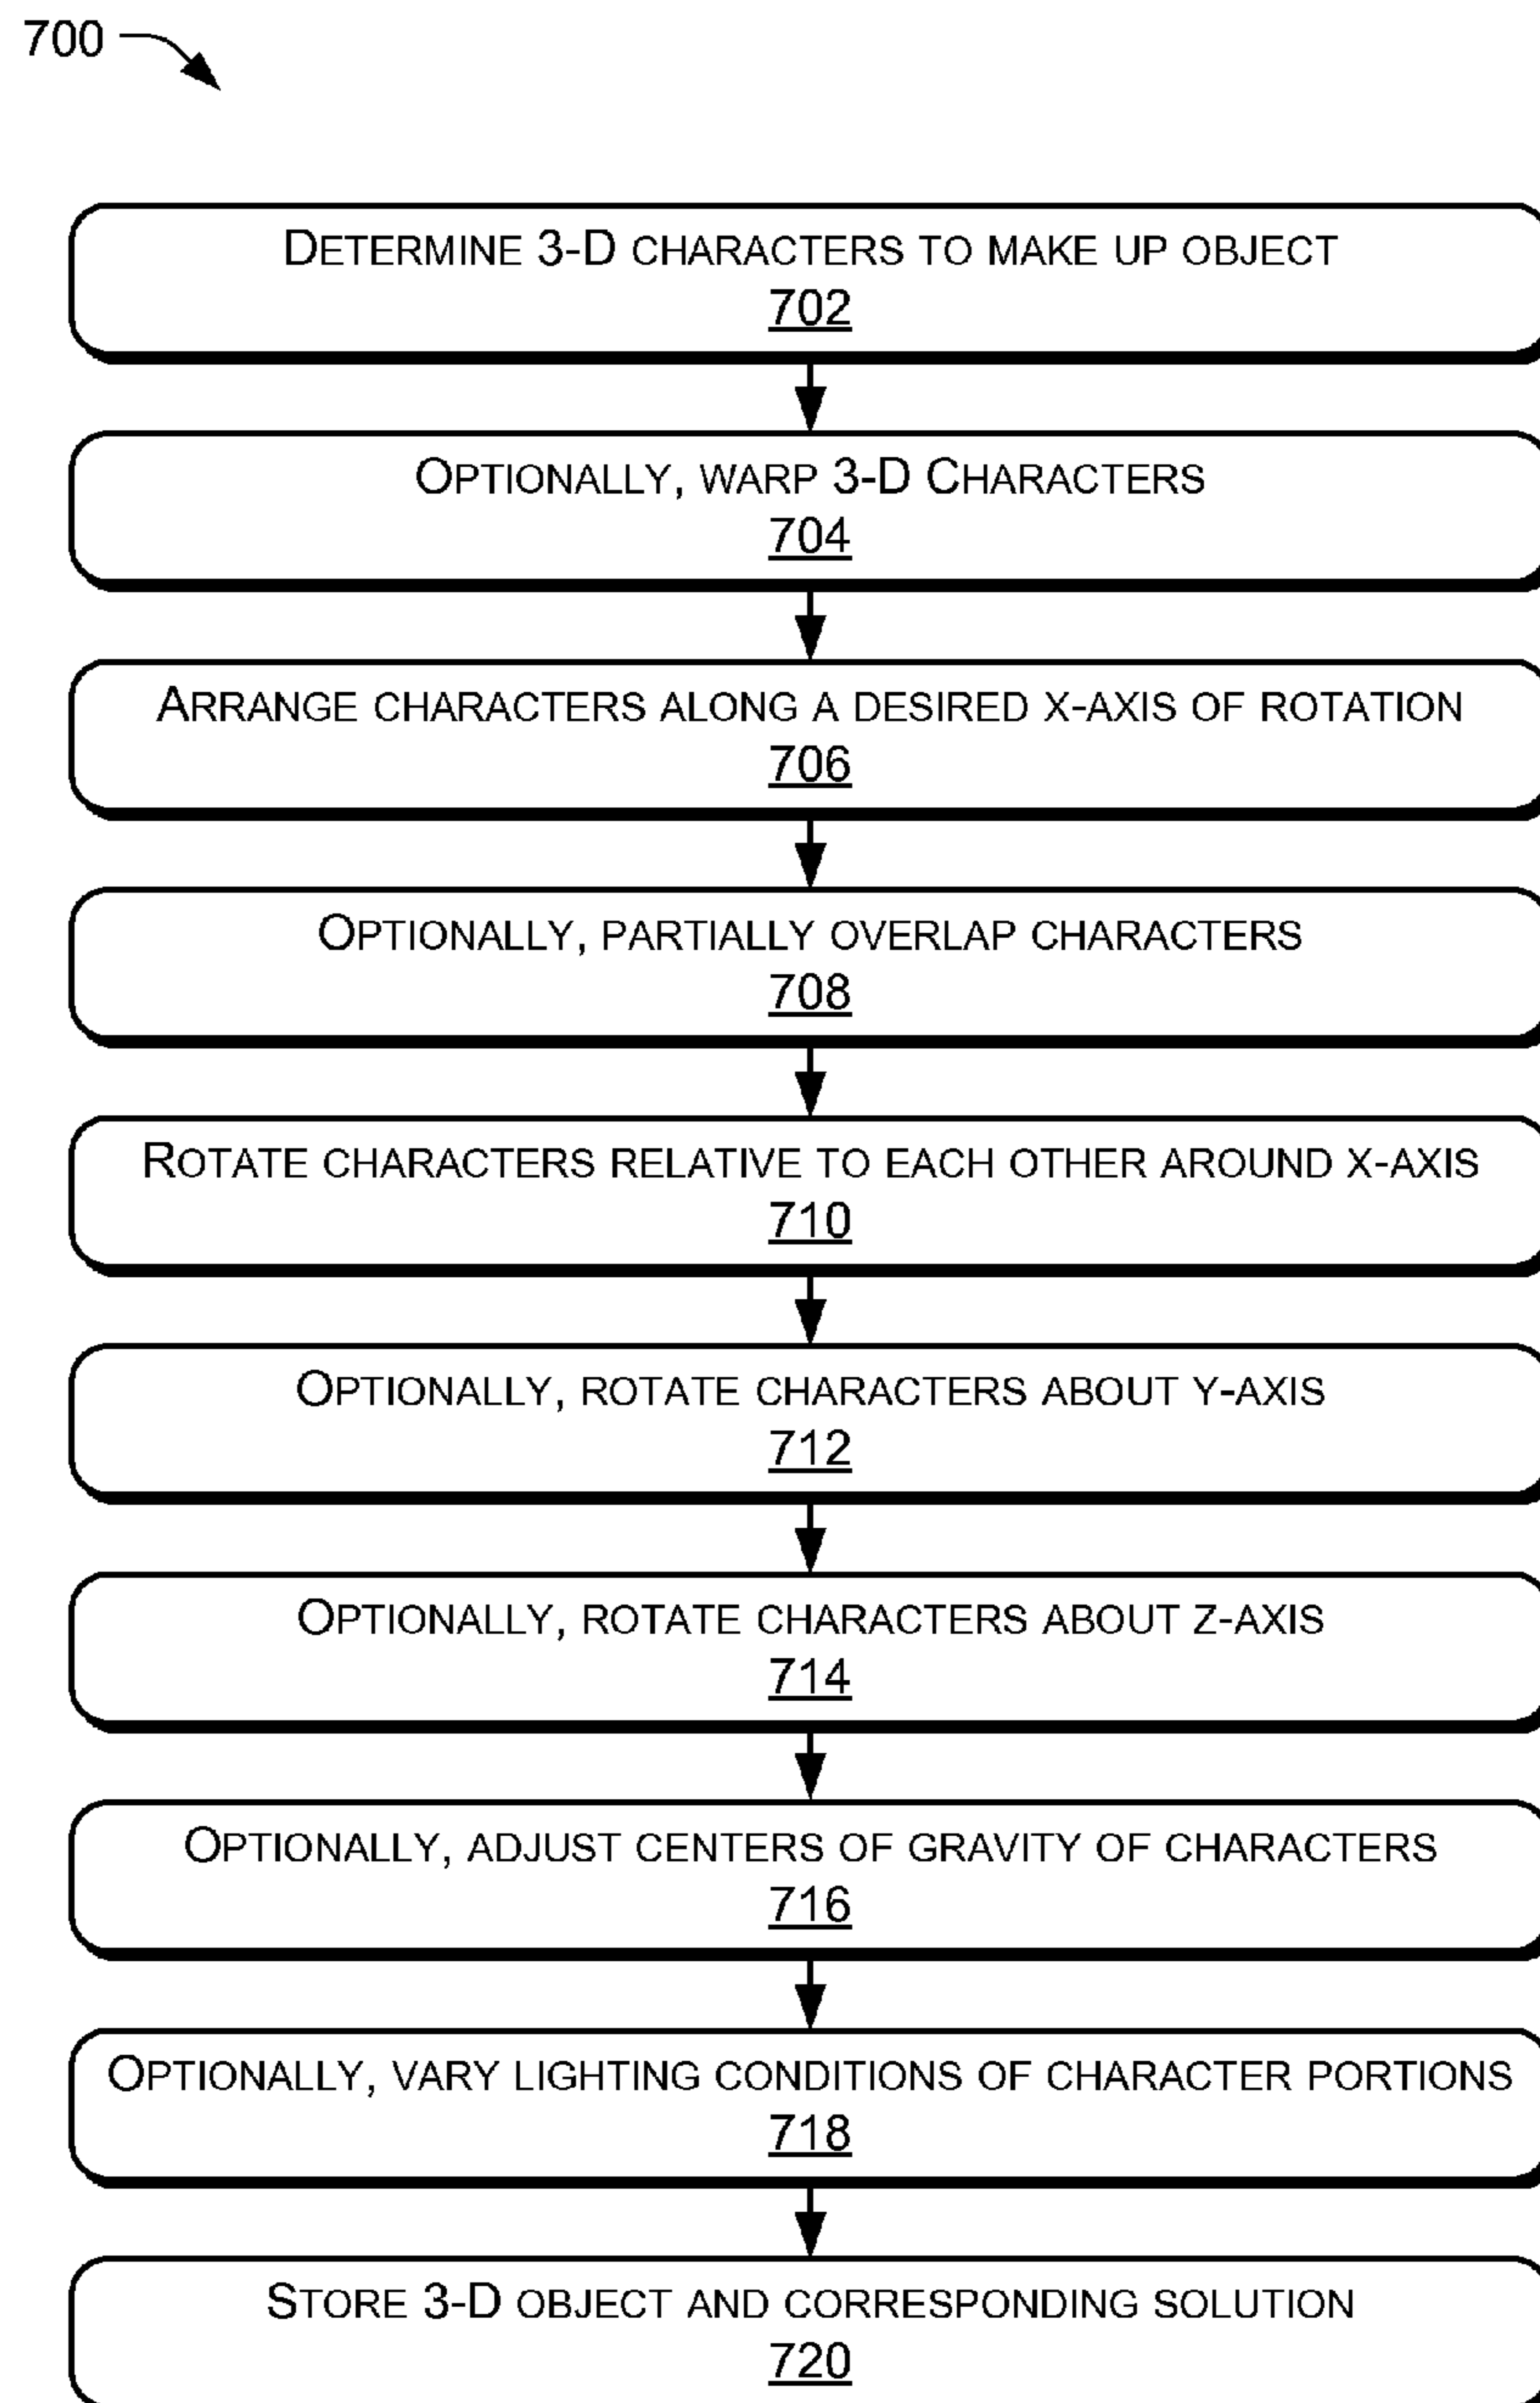 700
DETERMINE 3-D CHARACTERS TO MAKE UP OBJECT
702
OPTIONALLY, WARP 3-D CHARACTERS
704
ARRANGE CHARACTERS ALONG A DESIRED X-AXIS OF ROTATION
706
OPTIONALLY, PARTIALLY OVERLAP CHARACTERS
708
ROTATE CHARACTERS RELATIVE TO EACH OTHER AROUND X-AXIS
710
OPTIONALLY, ROTATE CHARACTERS ABOUT Y-AXIS
712
OPTIONALLY, ROTATE CHARACTERS ABOUT Z-AXIS
714
OPTIONALLY, ADJUST CENTERS OF GRAVITY OF CHARACTERS
716
OPTIONALLY, VARY LIGHTING CONDITIONS OF CHARACTER PORTIONS
718
STORE 3-D OBJECT AND CORRESPONDING SOLUTION
720